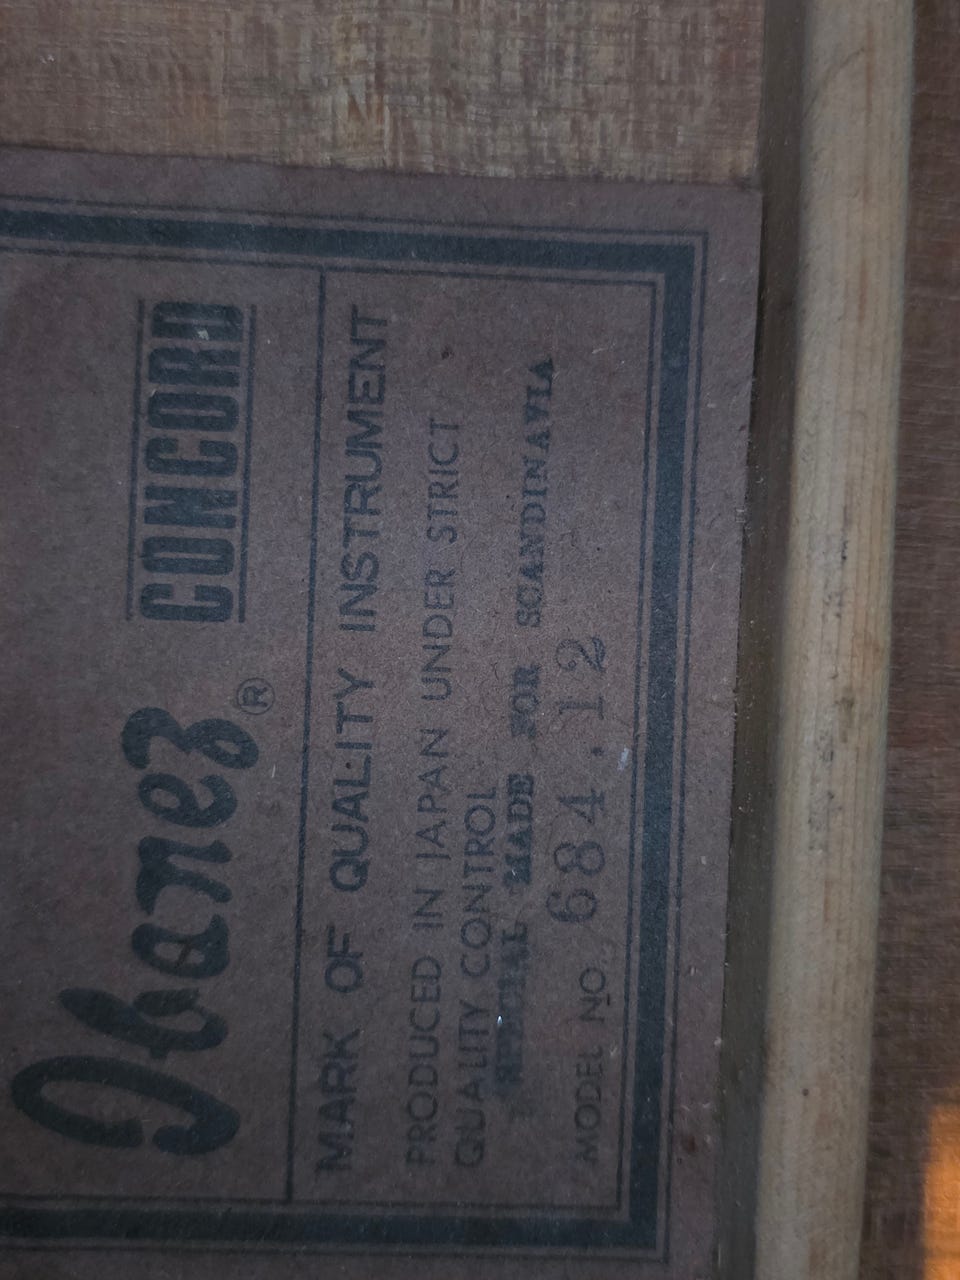 Ibanez ® CONCORD
MARK OF QUALITY INSTRUMENT
PRODUCED IN JAPAN UNDER STRICT
QUALITY CONTROL
SPECIAL MADE FOR SCANDINAVIA
MODEL NO. 684.12